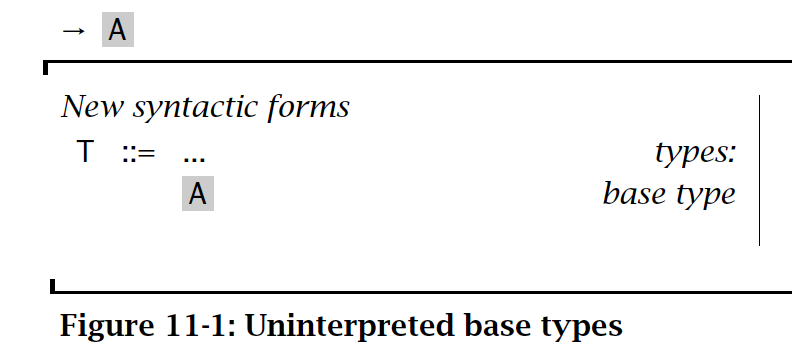 → A
New syntactic forms
T ::= ... types:
A base type
Figure 11-1: Uninterpreted base types